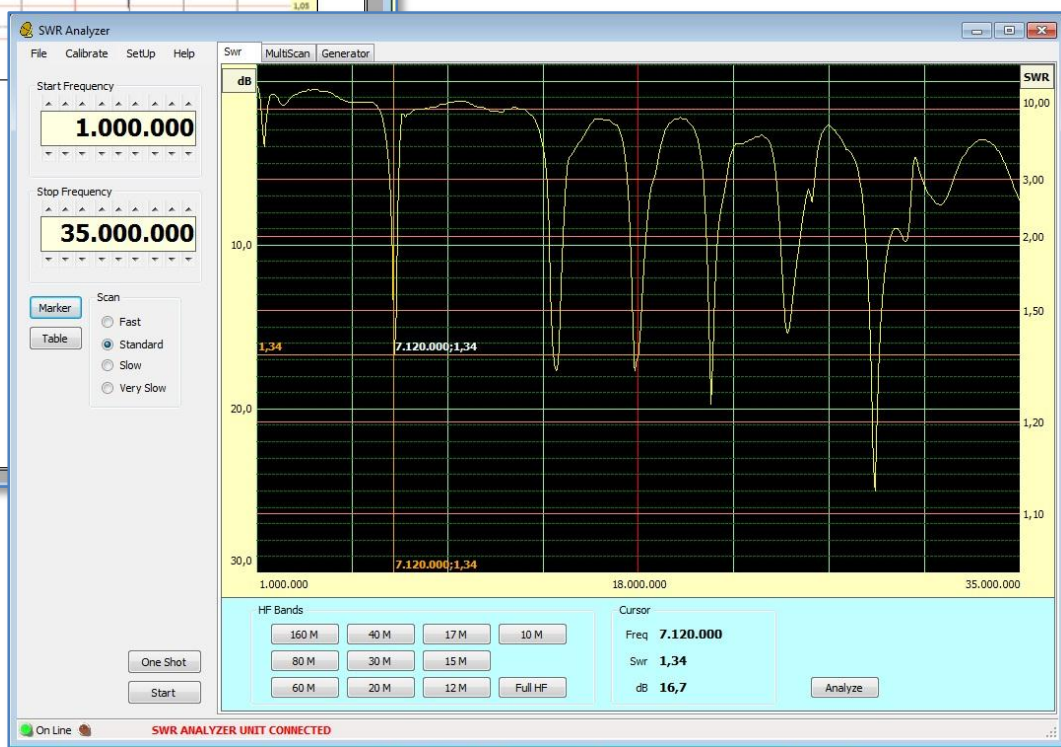 1,05
SWR Analyzer
File Calibrate SetUp Help
Swr MultiScan Generator
Start Frequency
1.000.000
Stop Frequency
35.000.000
Marker
Table
Scan
Fast
Standard
Slow
Very Slow
One Shot
Start
dB
10,0
20,0
30,0
SWR
10,00
3,00
2,00
1,50
1,20
1,10
1,34
7.120.000;1,34
7.120.000;1,34
1.000.000 18.000.000 35.000.000
HF Bands
160 M 40 M 17 M 10 M
80 M 30 M 15 M
60 M 20 M 12 M Full HF
Cursor
Freq 7.120.000
Swr 1,34
dB 16,7
Analyze
On Line SWR ANALYZER UNIT CONNECTED